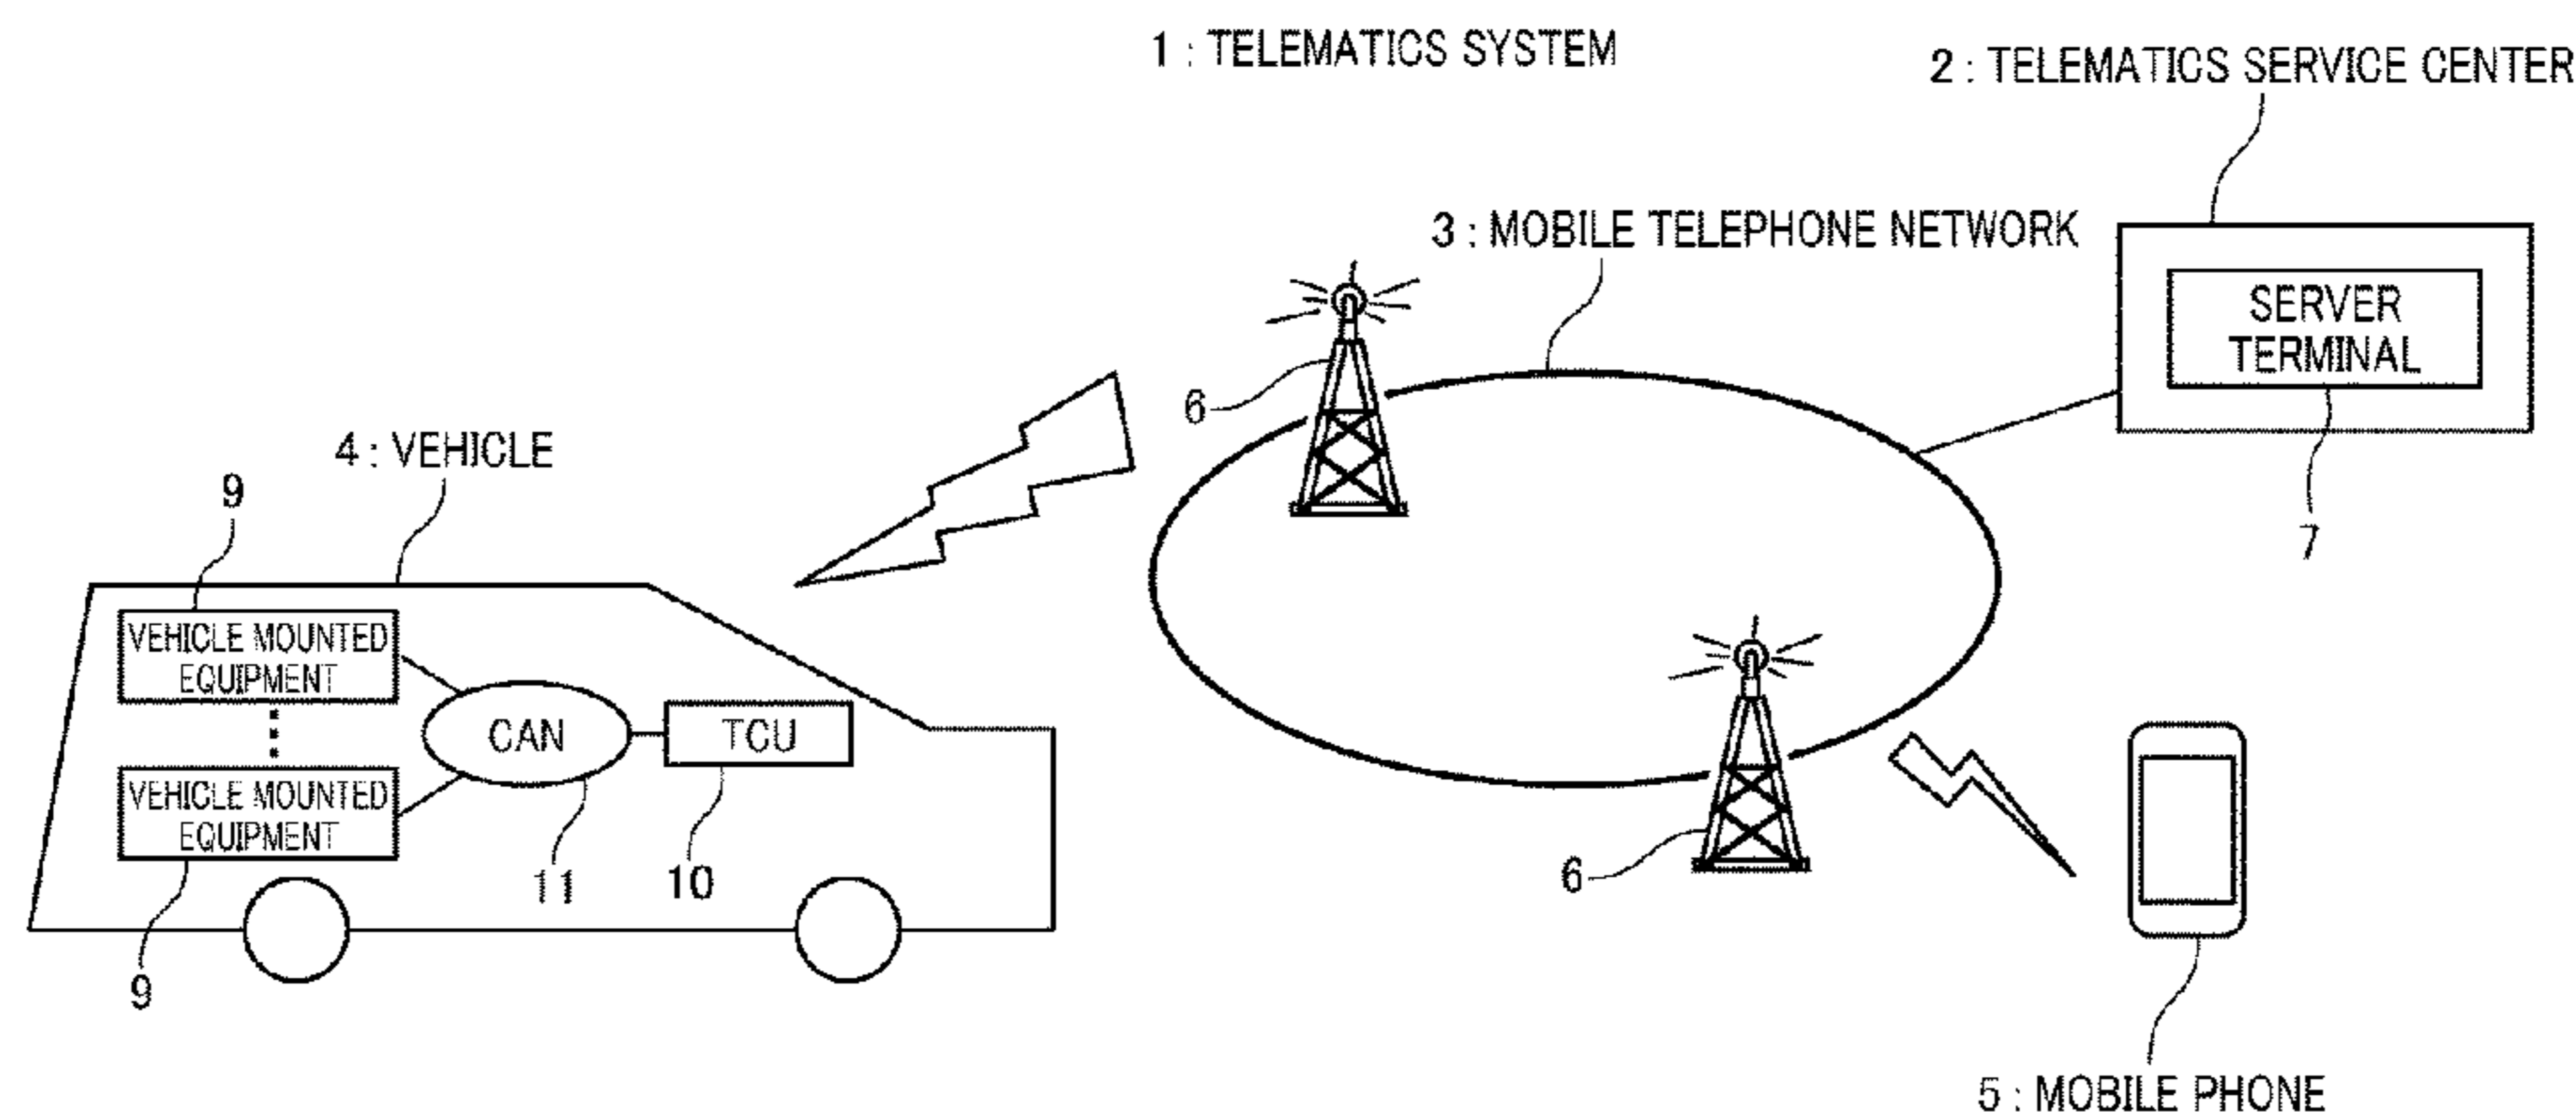 1 : TELEMATICS SYSTEM
2 : TELEMATICS SERVICE CENTER
3 : MOBILE TELEPHONE NETWORK
SERVER
TERMINAL
6
7
4 : VEHICLE
9
VEHICLE MOUNTED
EQUIPMENT
CAN
TCU
VEHICLE MOUNTED
EQUIPMENT
11
10
9
6
5 : MOBILE PHONE